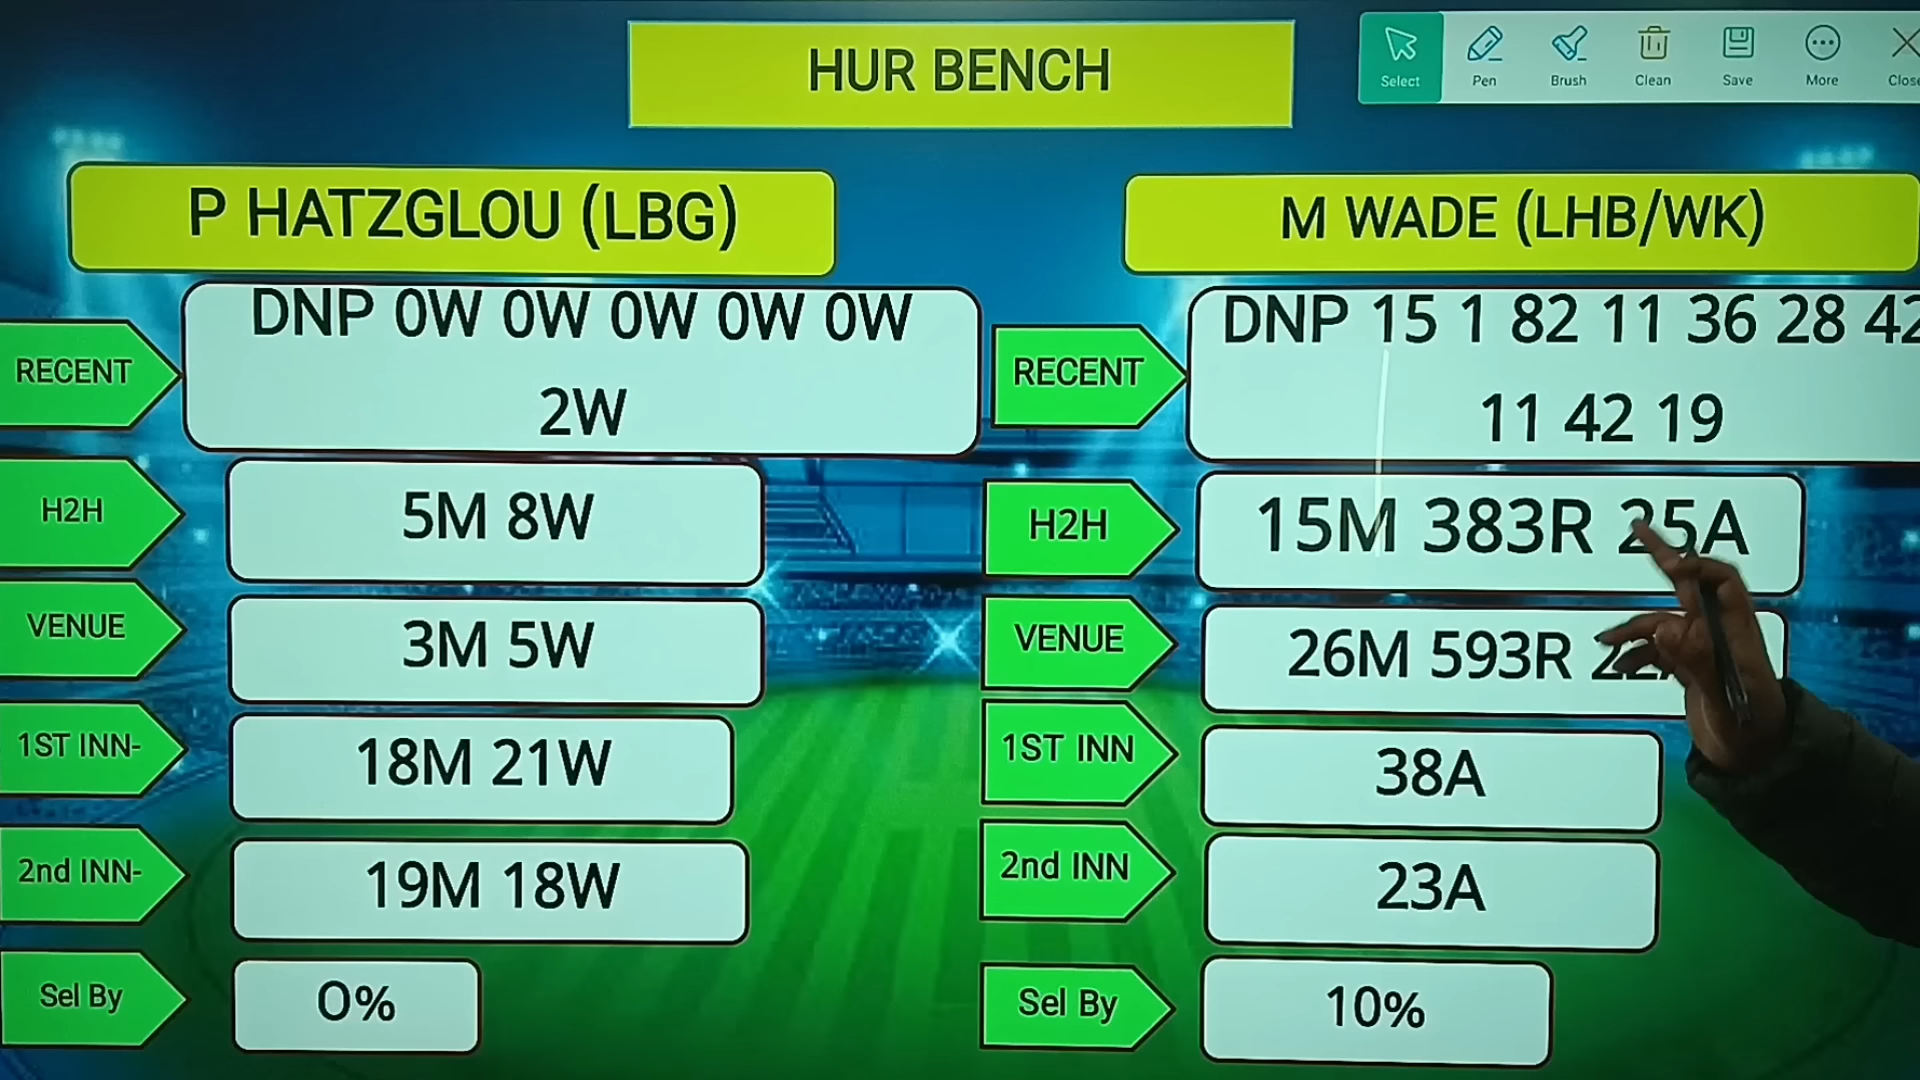 HUR BENCH
Select Pen Brush Clean Save More Close
P HATZGLOU (LBG)
RECENT
DNP 0W 0W 0W 0W 0W
2W
H2H
5M 8W
VENUE
3M 5W
1ST INN-
18M 21W
2nd INN-
19M 18W
Sel By
O%
M WADE (LHB/WK)
RECENT
DNP 15 1 82 11 36 28 42
11 42 19
H2H
15M 383R 25A
VENUE
26M 593R
1ST INN
38A
2nd INN
23A
Sel By
10%